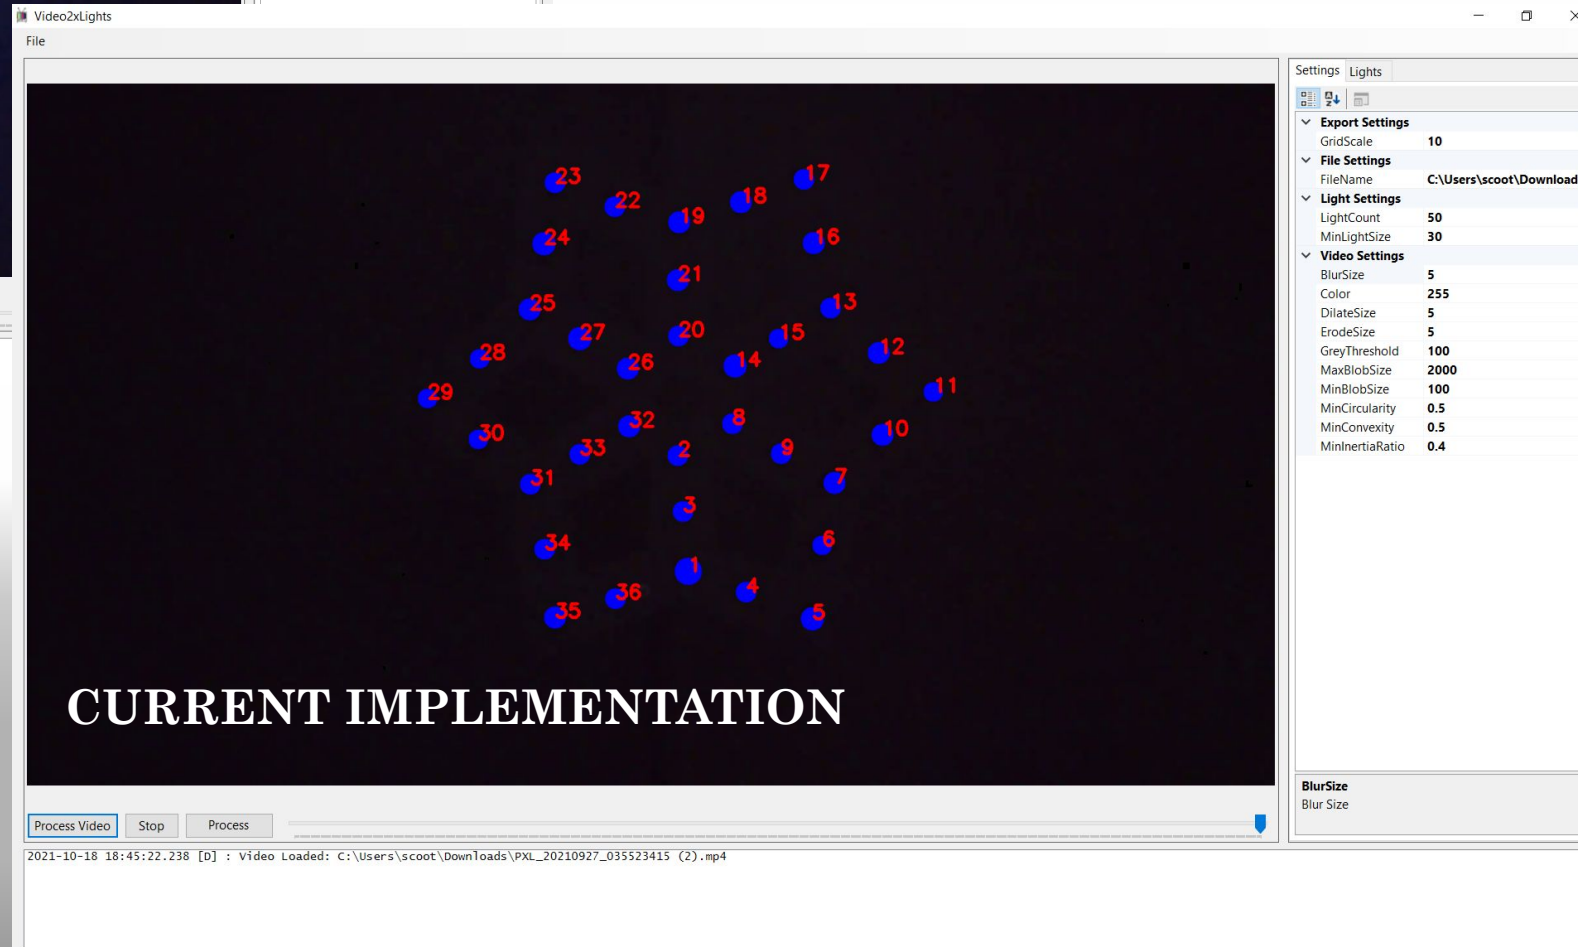 Video2xLights
File
Settings Lights
23
17
22
18
19
24
16
21
25
13
27
20
15
12
28
26
14
29
11
32
8
30
10
33
2
9
31
7
3
34
6
1
36
4
35
5
CURRENT IMPLEMENTATION
Export Settings
GridScale 10
File Settings
FileName C:\Users\scoot\Download
Light Settings
LightCount 50
MinLightSize 30
Video Settings
BlurSize 5
Color 255
DilateSize 5
ErodeSize 5
GreyThreshold 100
MaxBlobSize 2000
MinBlobSize 100
MinCircularity 0.5
MinConvexity 0.5
MinInertiaRatio 0.4
BlurSize
Blur Size
Process Video Stop Process
2021-10-18 18:45:22.238 [D] : Video Loaded: C:\Users\scoot\Downloads\PXL_20210927_035523415 (2).mp4